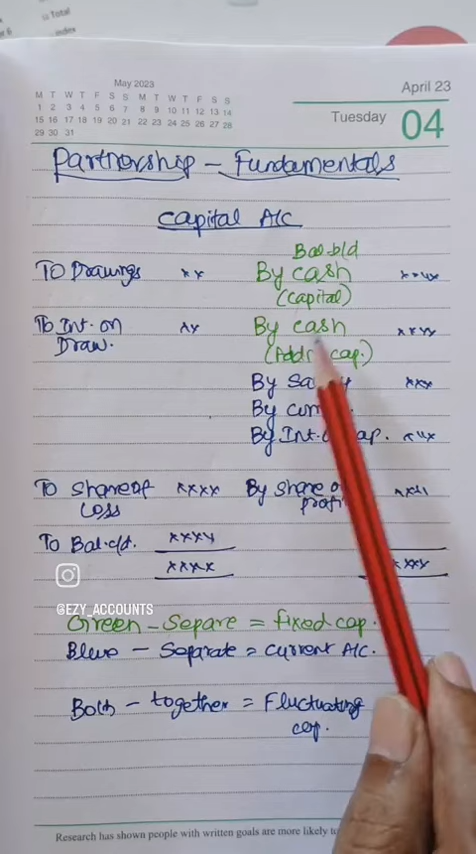 Total
index
May 2023
M T W T F S S M T W T F S S
1 2 3 4 5 6 7 8 9 10 11 12 13 14
15 16 17 18 19 20 21 22 23 24 25 26 27 28
29 30 31
April 23
Tuesday 04
Partnership - Fundamentals
Capital A/C
Bal b/d
To Drawings xx By cash xxxx
(Capital)
To Int. on Draw. xx By cash xxxx
(Addn cap.)
By xxx
By
By Int. xxx
To Share of Loss xxxx By Share xxxx
To Bal c/d. xxxx
xxxx xxxx
@EZY_ACCOUNTS
Green - Separe = fixed cap.
Blue - Separate = Current A/C.
Both - together = Fluctuating
cap.
Research has shown people with written goals are more likely to